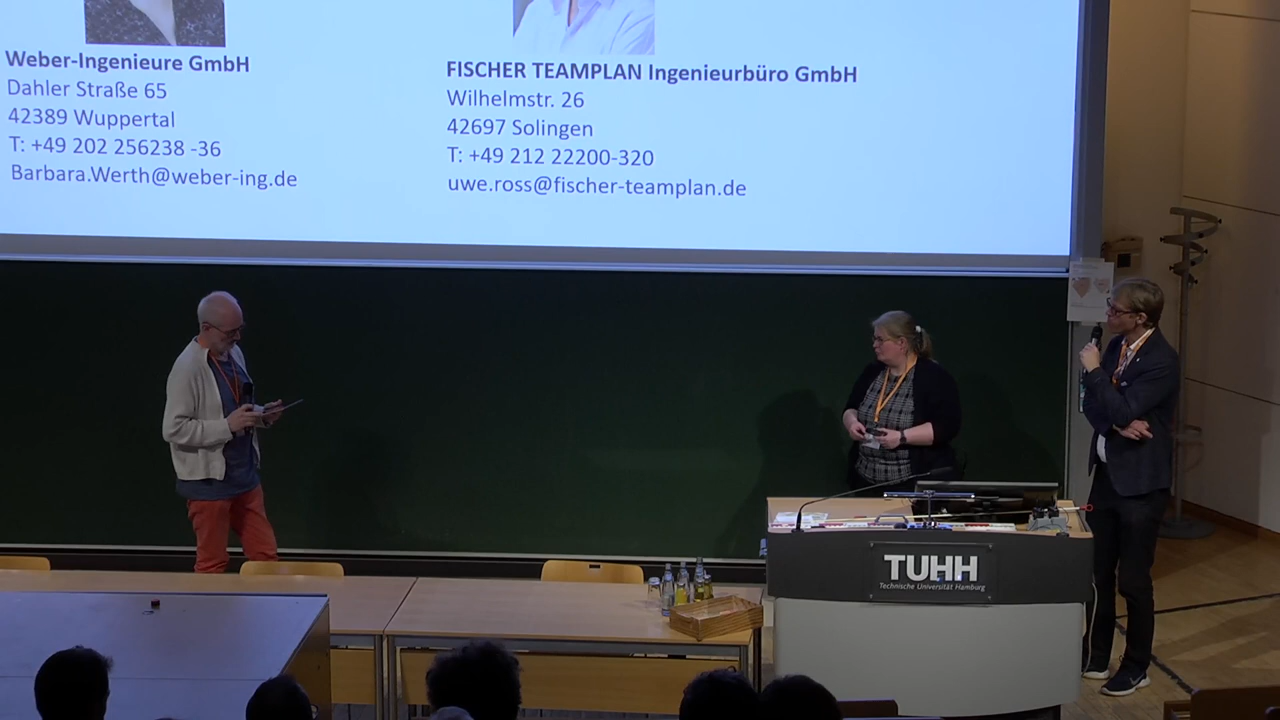 Weber-Ingenieure GmbH
Dahler Straße 65
42389 Wuppertal
T: +49 202 256238 -36
Barbara.Werth@weber-ing.de
FISCHER TEAMPLAN Ingenieurbüro GmbH
Wilhelmstr. 26
42697 Solingen
T: +49 212 22200-320
uwe.ross@fischer-teamplan.de
TUHH
Technische Universität Hamburg